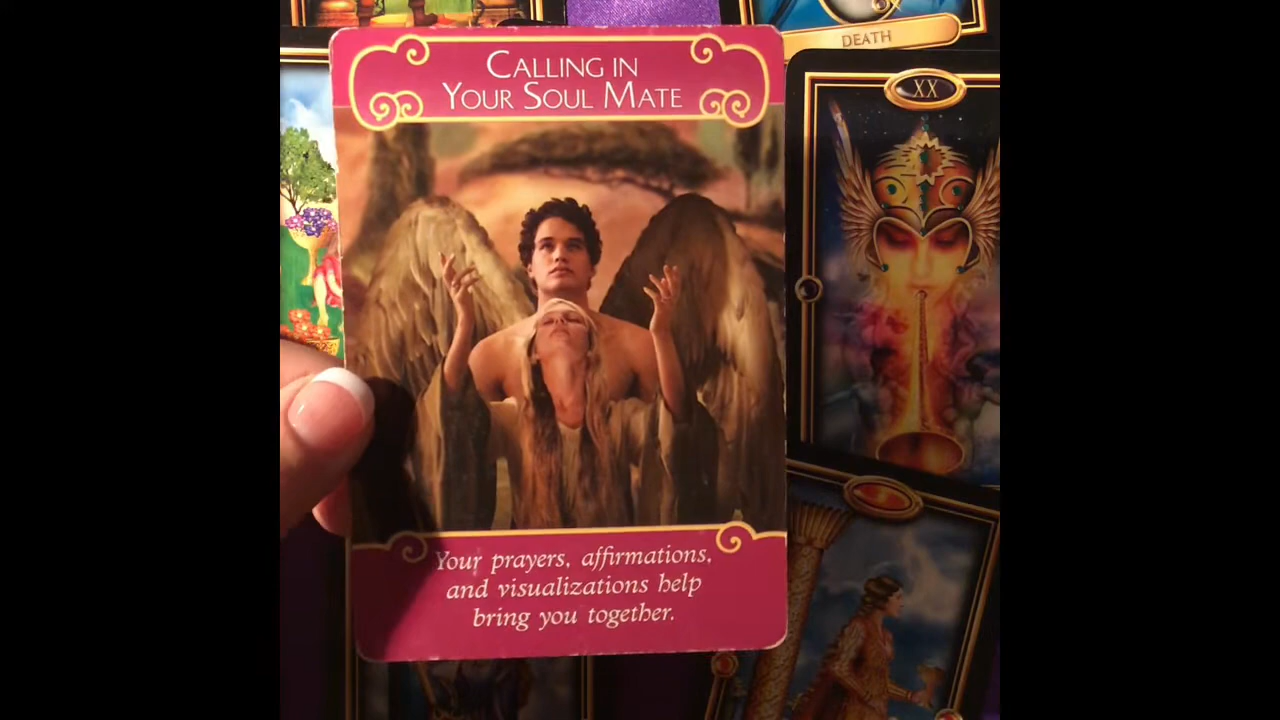 DEATH
CALLING IN
YOUR SOUL MATE
XX
Your prayers, affirmations,
and visualizations help
bring you together.